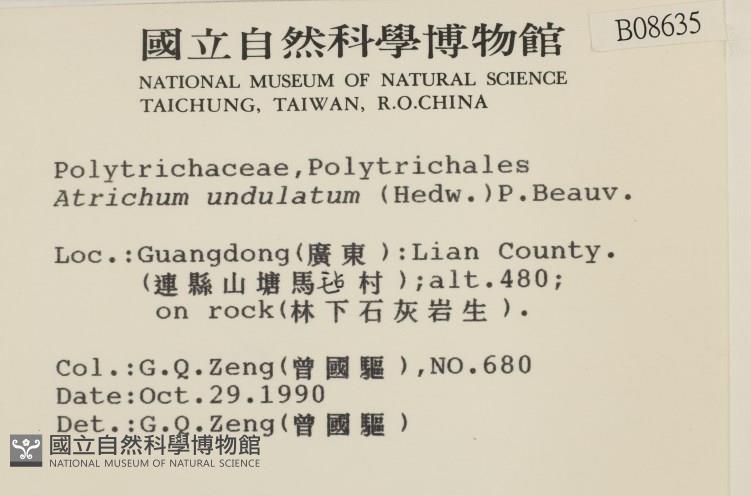 國立自然科學博物館
B08635
NATIONAL MUSEUM OF NATURAL SCIENCE
TAICHUNG, TAIWAN, R.O.CHINA
Polytrichaceae,Polytrichales
Atrichum undulatum (Hedw.)P.Beauv.
Loc.:Guangdong(廣東):Lian County.
(連縣山塘馬 村);alt.480;
on rock(林下石灰岩生).
Col.:G.Q.Zeng(曾國驅),NO.680
Date:Oct.29.1990
Det.:G.Q.Zeng(曾國驅)
國立自然科學博物館
NATIONAL MUSEUM OF NATURAL SCIENCE